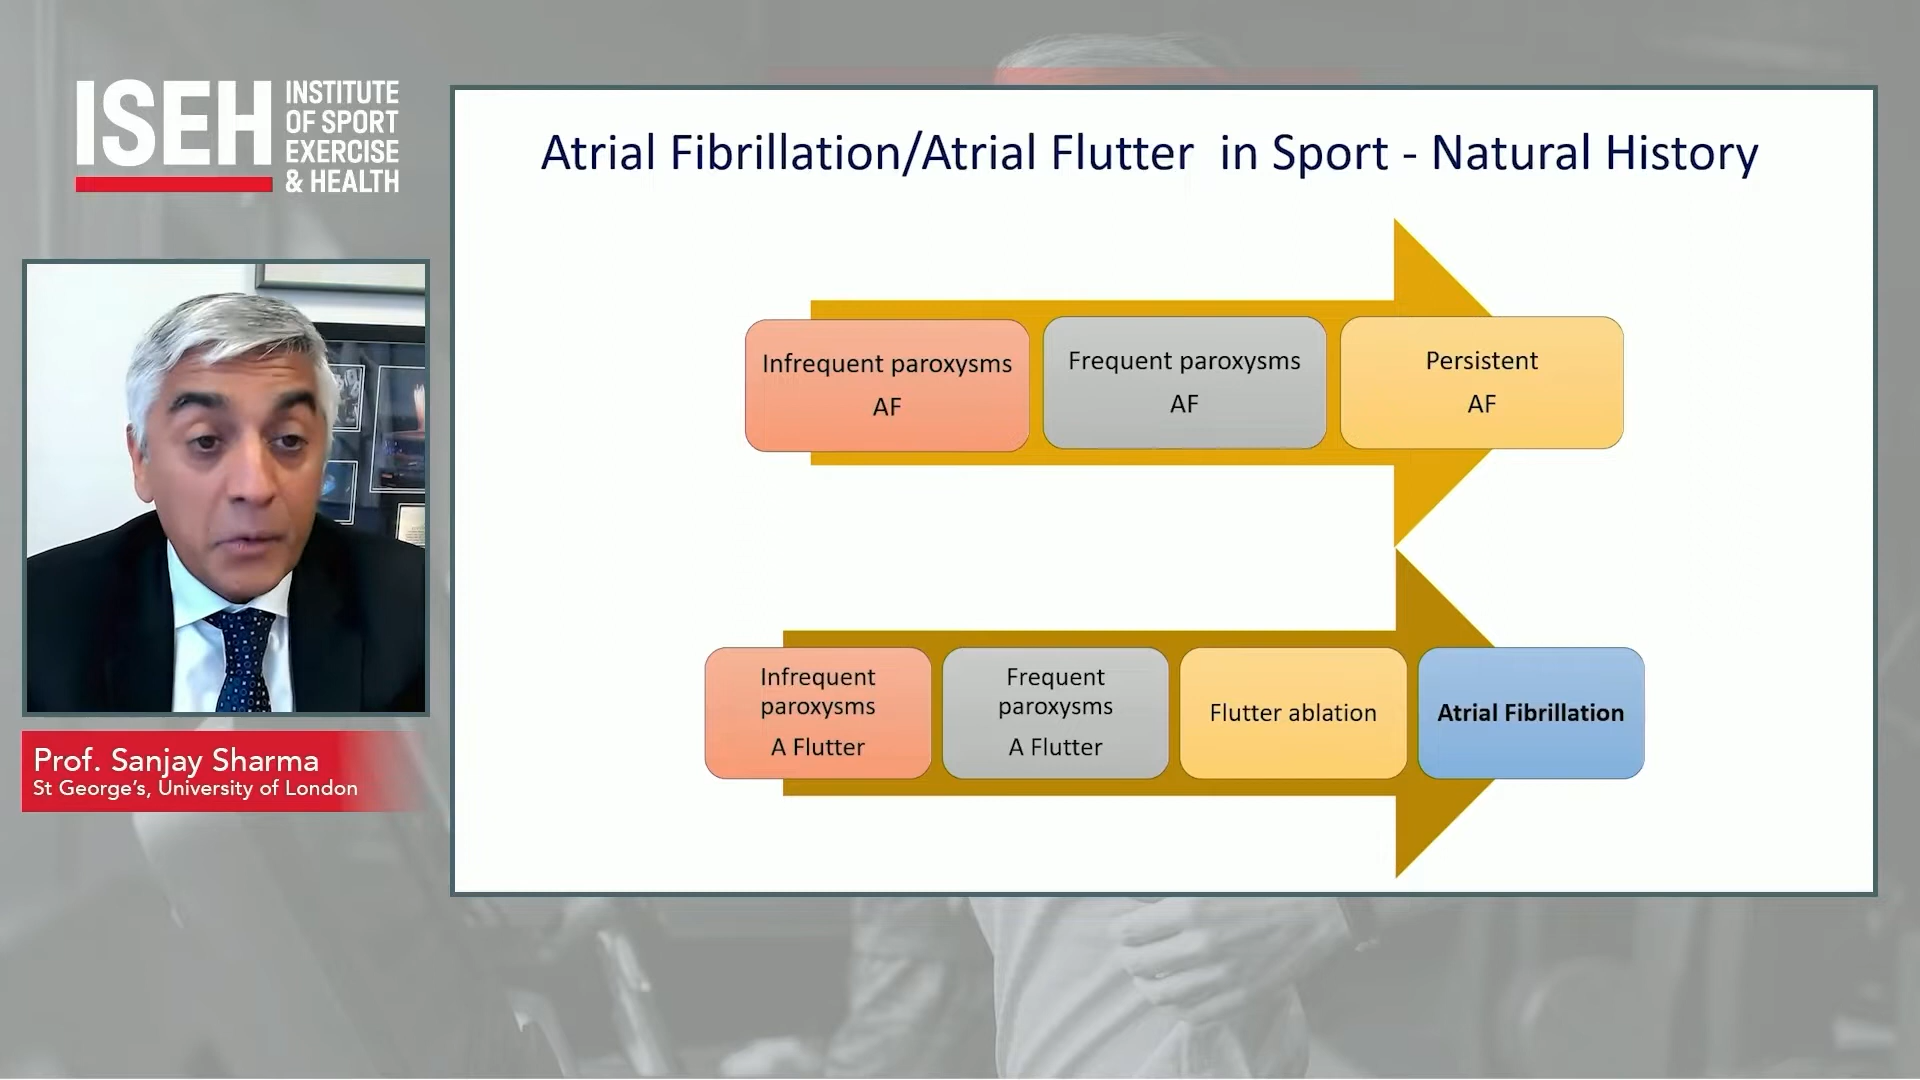 ISEH
INSTITUTE
OF SPORT
EXERCISE
& HEALTH
Atrial Fibrillation/Atrial Flutter in Sport - Natural History
Infrequent paroxysms
AF
Frequent paroxysms
AF
Persistent
AF
Infrequent
paroxysms
A Flutter
Frequent
paroxysms
A Flutter
Flutter ablation
Atrial Fibrillation
Prof. Sanjay Sharma
St George's, University of London